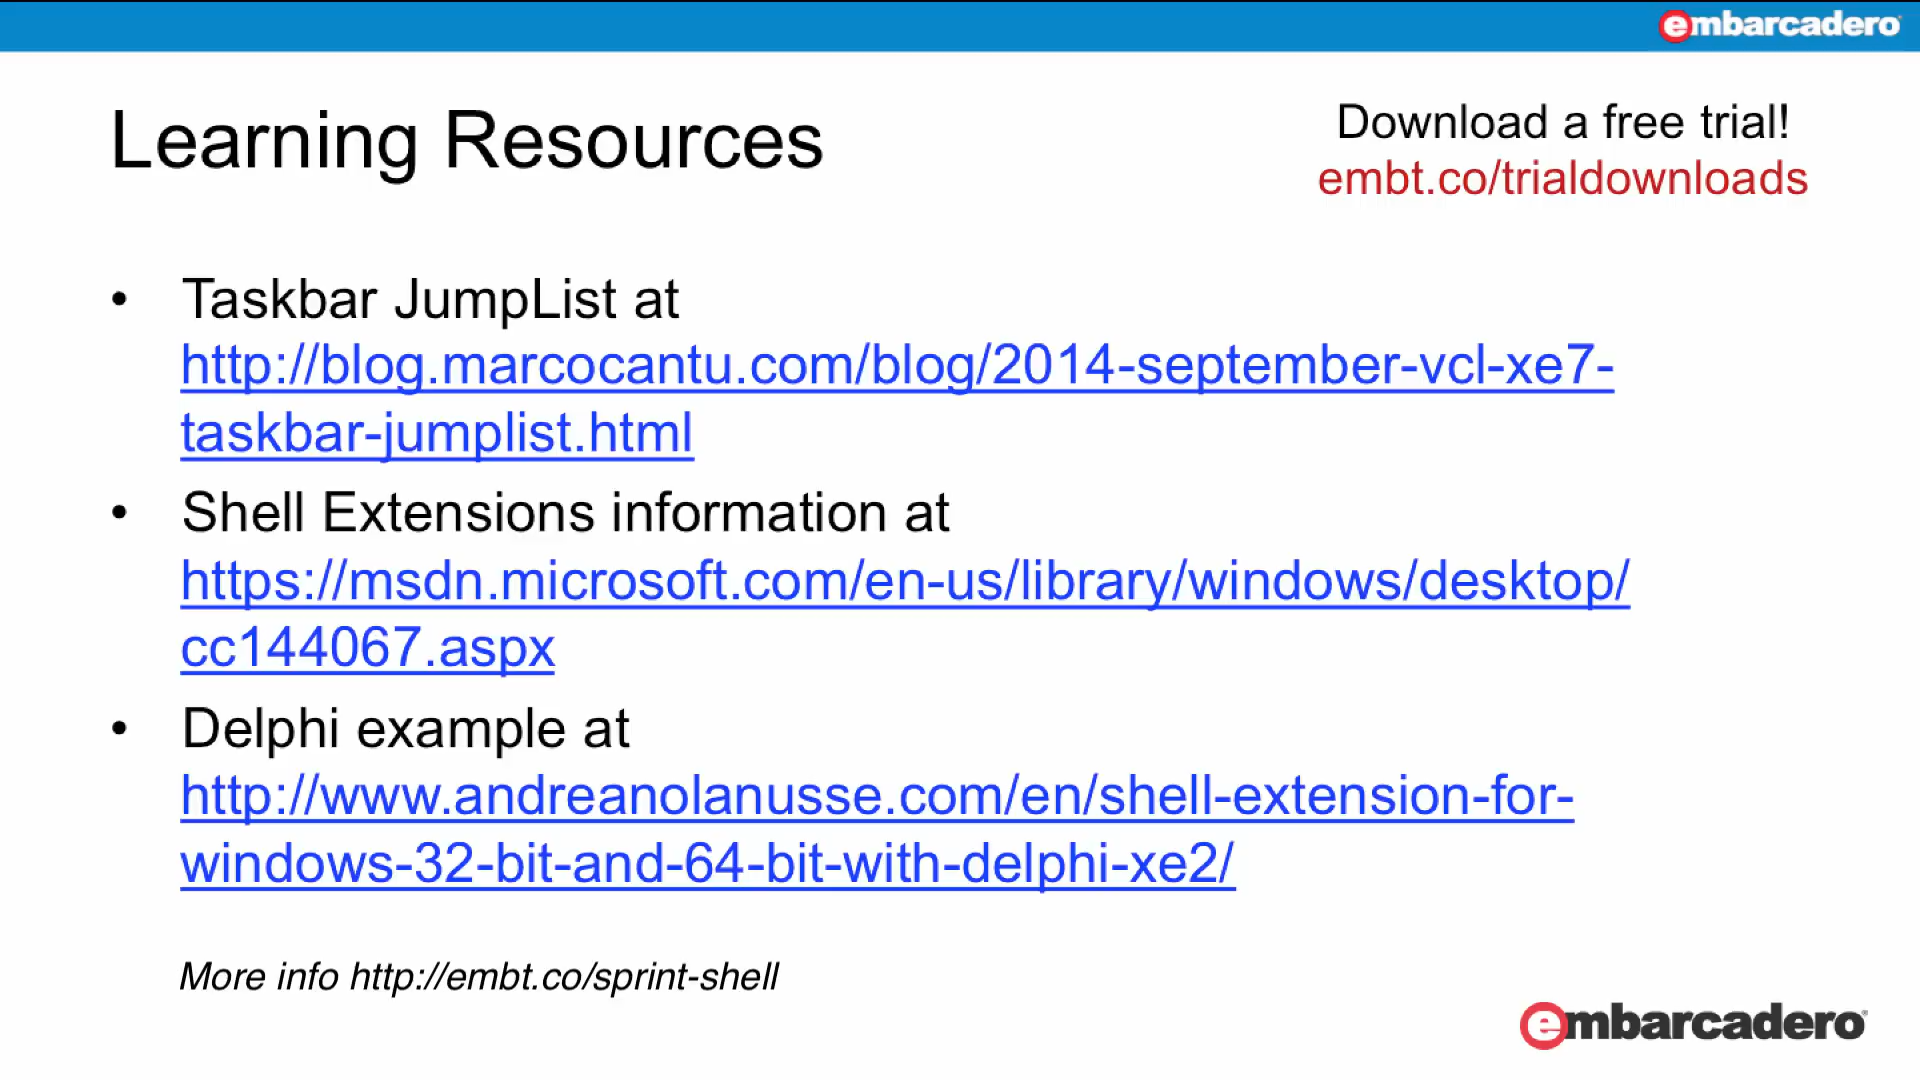 embarcadero
Learning Resources
Download a free trial!
embt.co/trialdownloads
• Taskbar JumpList at
http://blog.marcocantu.com/blog/2014-september-vcl-xe7-
taskbar-jumplist.html
• Shell Extensions information at
https://msdn.microsoft.com/en-us/library/windows/desktop/
cc144067.aspx
• Delphi example at
http://www.andreanolanusse.com/en/shell-extension-for-
windows-32-bit-and-64-bit-with-delphi-xe2/
More info http://embt.co/sprint-shell
embarcadero®